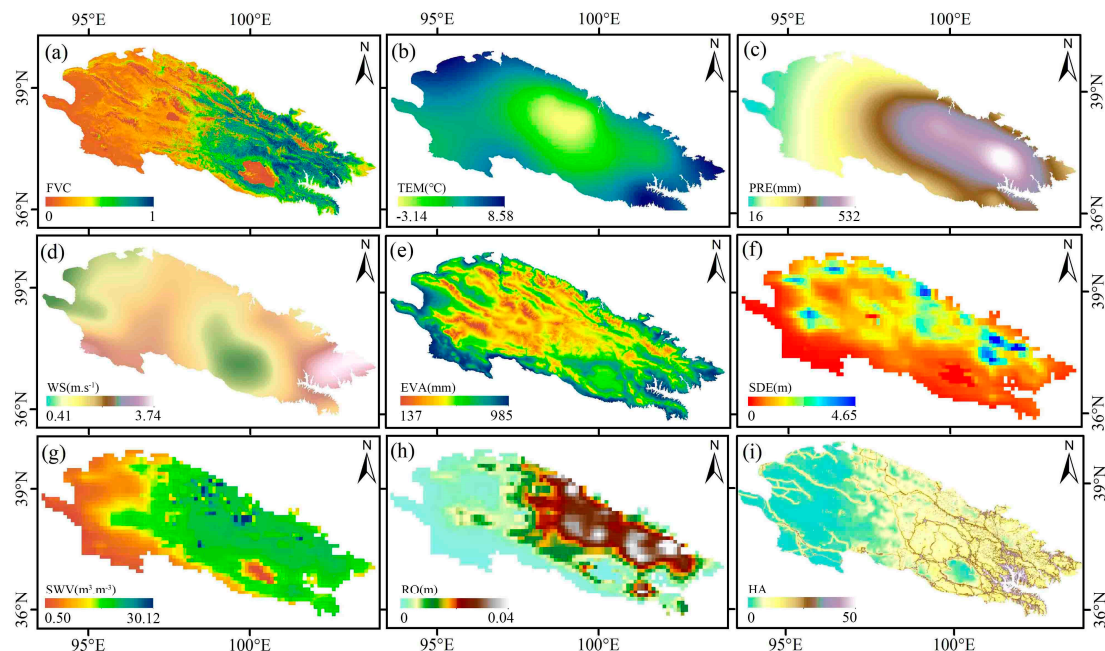 95°E 100°E 95°E 100°E 95°E 100°E
(a) N (b) N (c) N
39°N 39°N
FVC TEM(℃) PRE(mm)
0 1 -3.14 8.58 16 532
36°N 36°N
(d) N (e) N (f) N
39°N 39°N
WS(m.s⁻¹) EVA(mm) SDE(m)
0.41 3.74 137 985 0 4.65
36°N 36°N
(g) N (h) N (i) N
39°N 39°N
SWV(m³ m⁻³) RO(m) HA
0.50 30.12 0 0.04 0 50
36°N 36°N
95°E 100°E 95°E 100°E 95°E 100°E